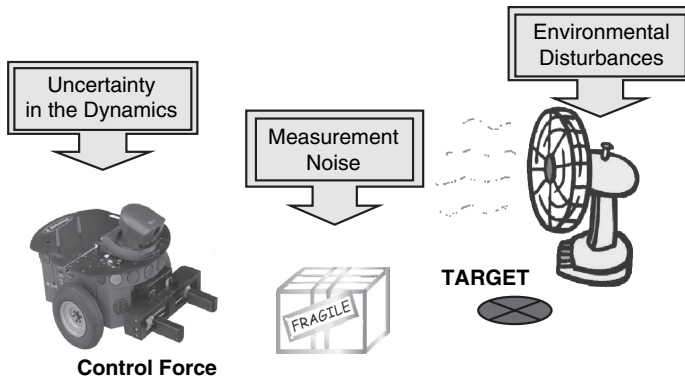 Environmental
Disturbances
Uncertainty
in the Dynamics
Measurement
Noise
TARGET
FRAGILE
Control Force